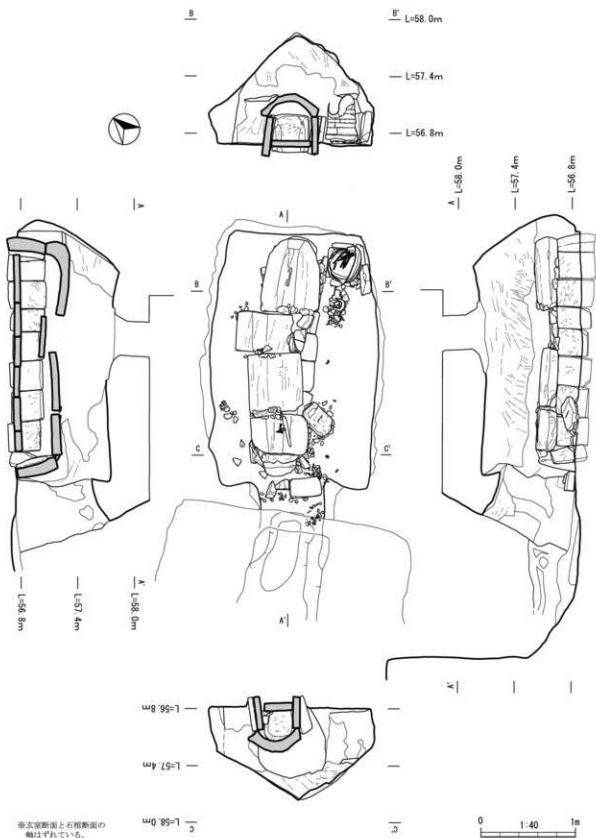 B
B'
L=58.0m
L=57.4m
L=56.8m
A
A
L=58.0m
L=57.4m
L=56.8m
A
B
B'
C
C'
L=56.8m
L=57.4m
L=58.0m
A'
A'
A'
L=56.8m
L=57.4m
L=58.0m
C
C'
※玄室断面と石棺断面の
軸はずれている。
0 1:40 1m